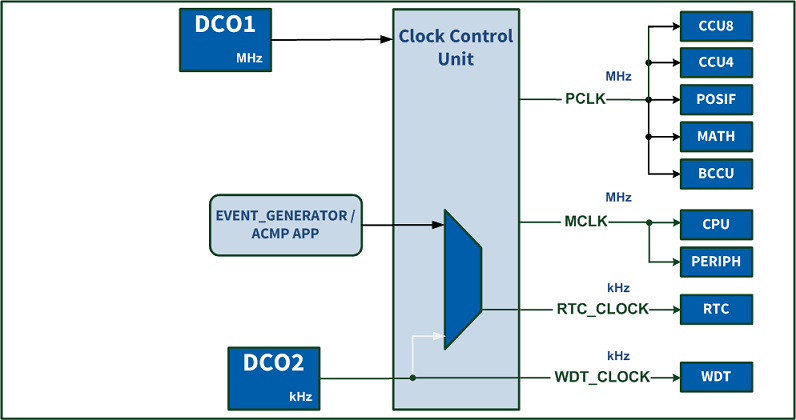 DCO1
MHz
Clock Control
Unit
MHz
PCLK
CCU8
CCU4
POSIF
MATH
BCCU
EVENT_GENERATOR /
ACMP APP
MHz
MCLK
CPU
PERIPH
kHz
RTC_CLOCK
RTC
DCO2
kHz
kHz
WDT_CLOCK
WDT